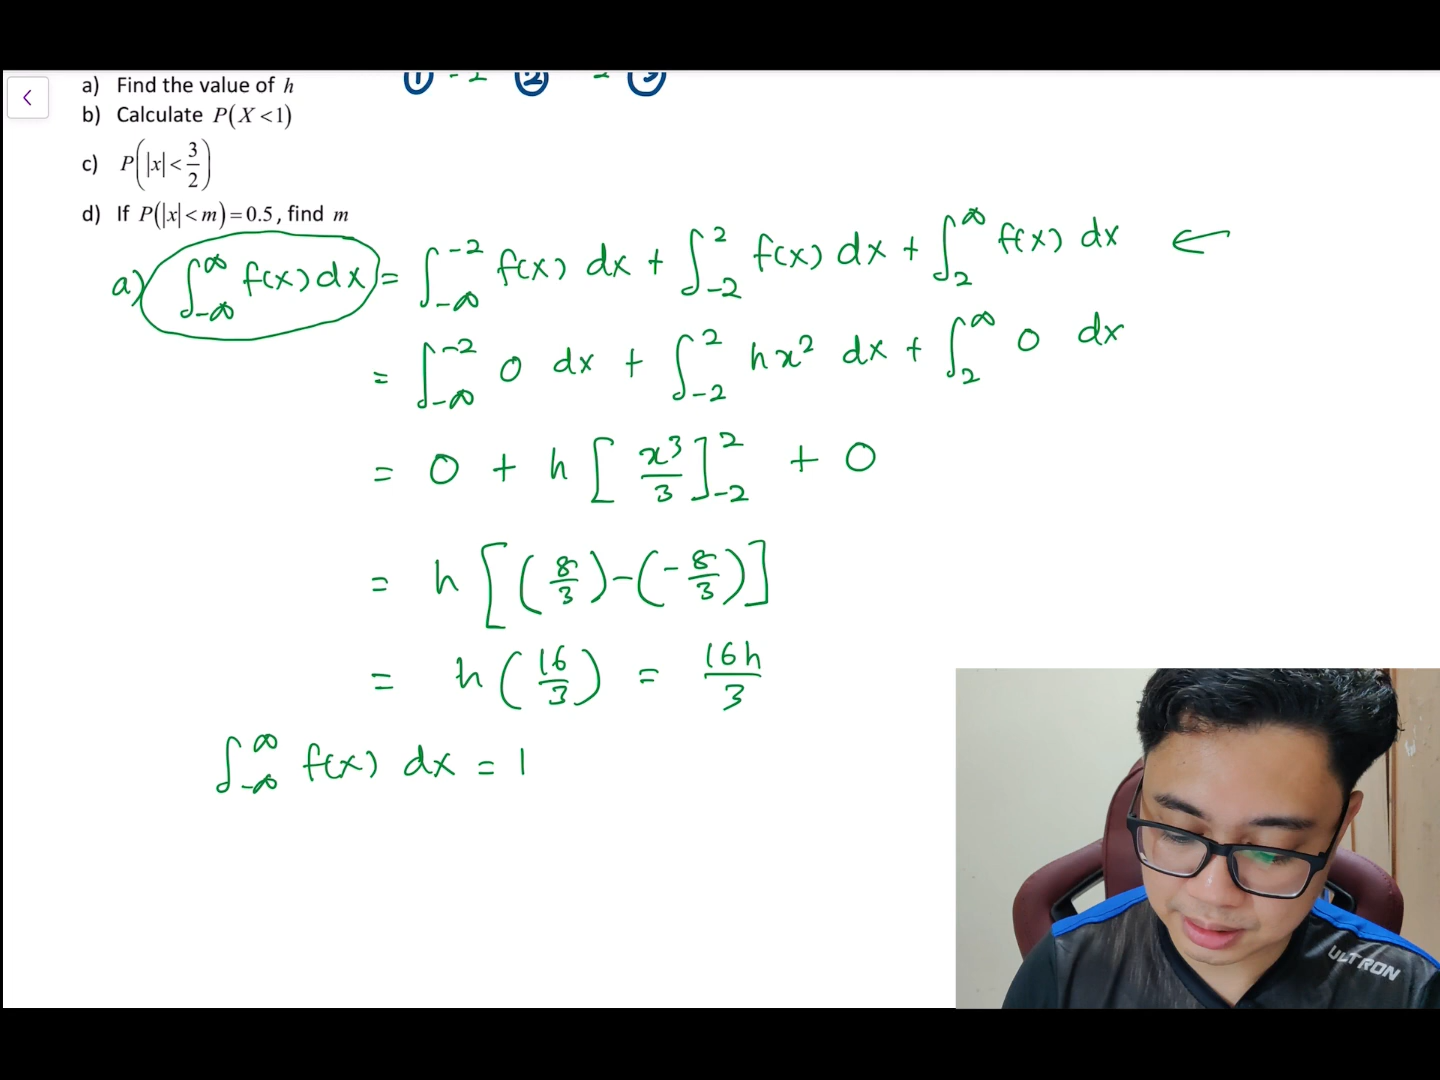 a) Find the value of h
b) Calculate P(X<1)
c) P(|x|<3/2)
d) If P(|x|<m)=0.5, find m
a) ∫_{-∞}^{∞} f(x) dx = ∫_{-∞}^{-2} f(x) dx + ∫_{-2}^{2} f(x) dx + ∫_{2}^{∞} f(x) dx ←
= ∫_{-∞}^{-2} 0 dx + ∫_{-2}^{2} hx² dx + ∫_{2}^{∞} 0 dx
= 0 + h [x³/3]_{-2}^{2} + 0
= h [(8/3)-(-8/3)]
= h (16/3) = 16h/3
∫_{-∞}^{∞} f(x) dx = 1
ULTRON